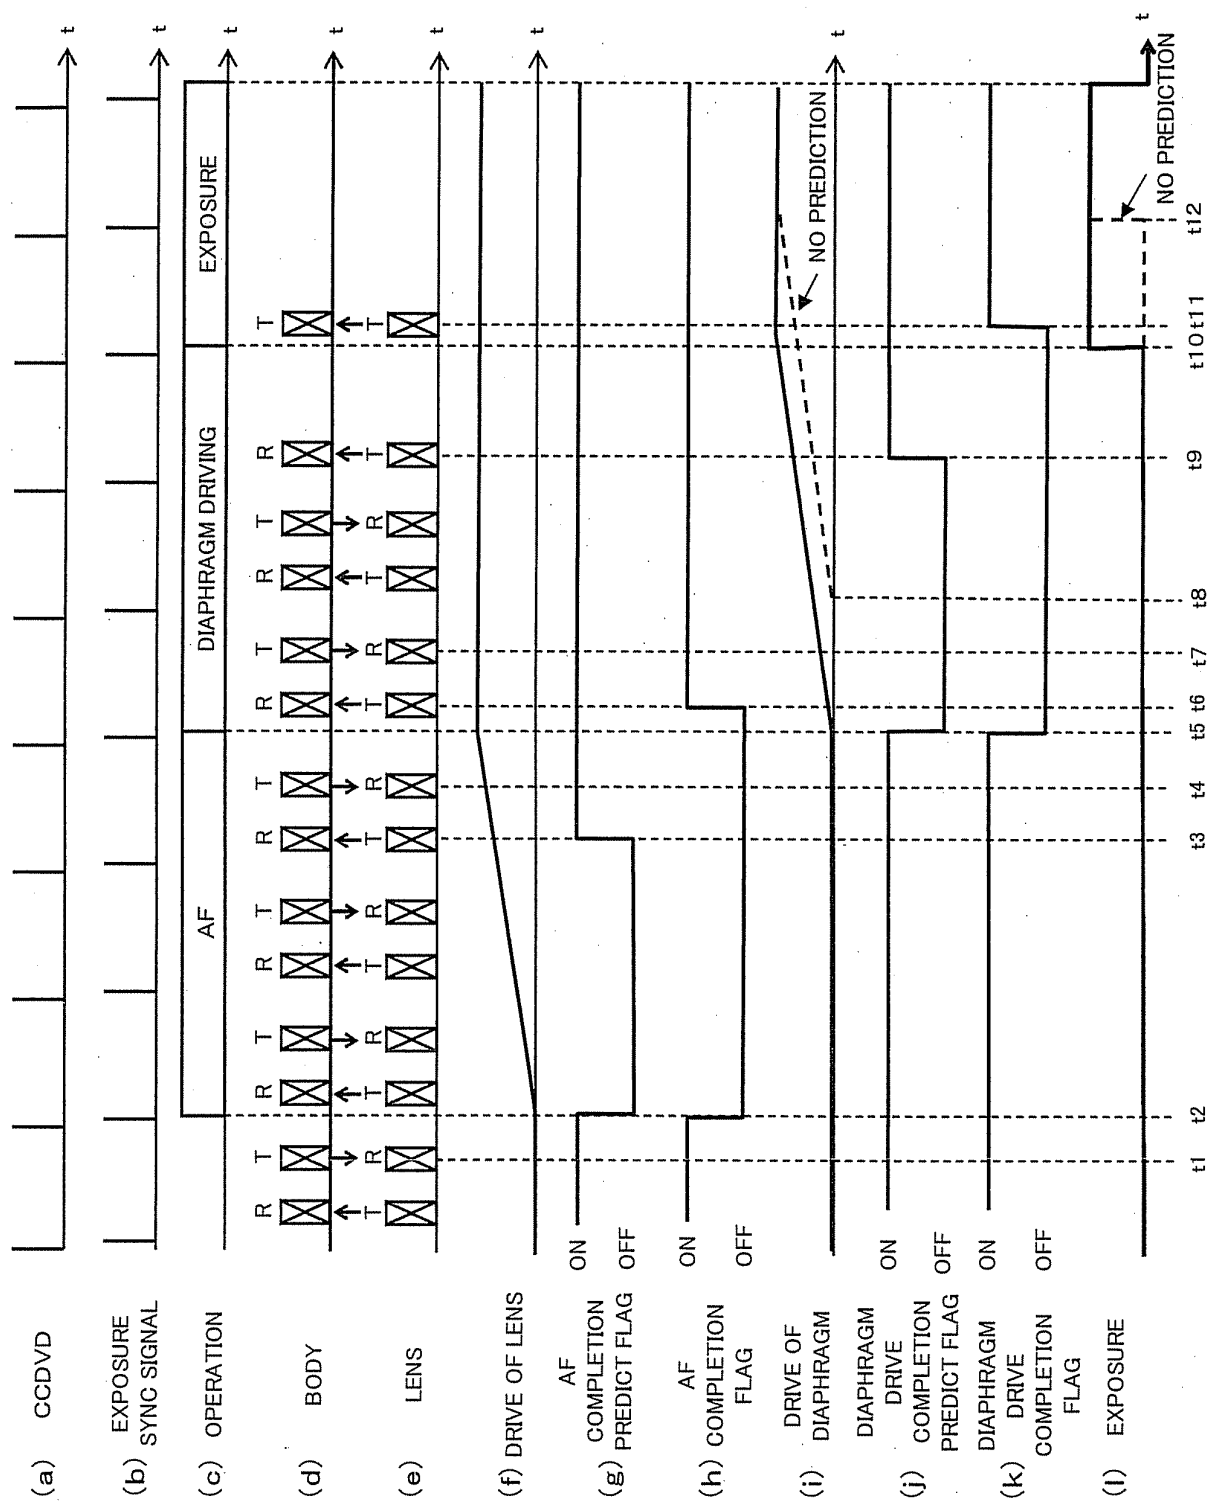 (a) CCDVD
t
(b) EXPOSURE
SYNC SIGNAL
t
(c) OPERATION
AF
DIAPHRAGM DRIVING
EXPOSURE
t
(d) BODY
R T R T R T R T R T R T R T
t
(e) LENS
T R T R T R T R T R T R T T
t
(f) DRIVE OF LENS
t
(g) AF
COMPLETION
PREDICT FLAG
ON
OFF
(h) AF
COMPLETION
FLAG
ON
OFF
(i) DRIVE OF
DIAPHRAGM
NO PREDICTION
t
(j) DIAPHRAGM
DRIVE
COMPLETION
PREDICT FLAG
ON
OFF
(k) DIAPHRAGM
DRIVE
COMPLETION
FLAG
ON
OFF
(l) EXPOSURE
NO PREDICTION
t
t1 t2 t3 t4 t5 t6 t7 t8 t9 t10 t11 t12